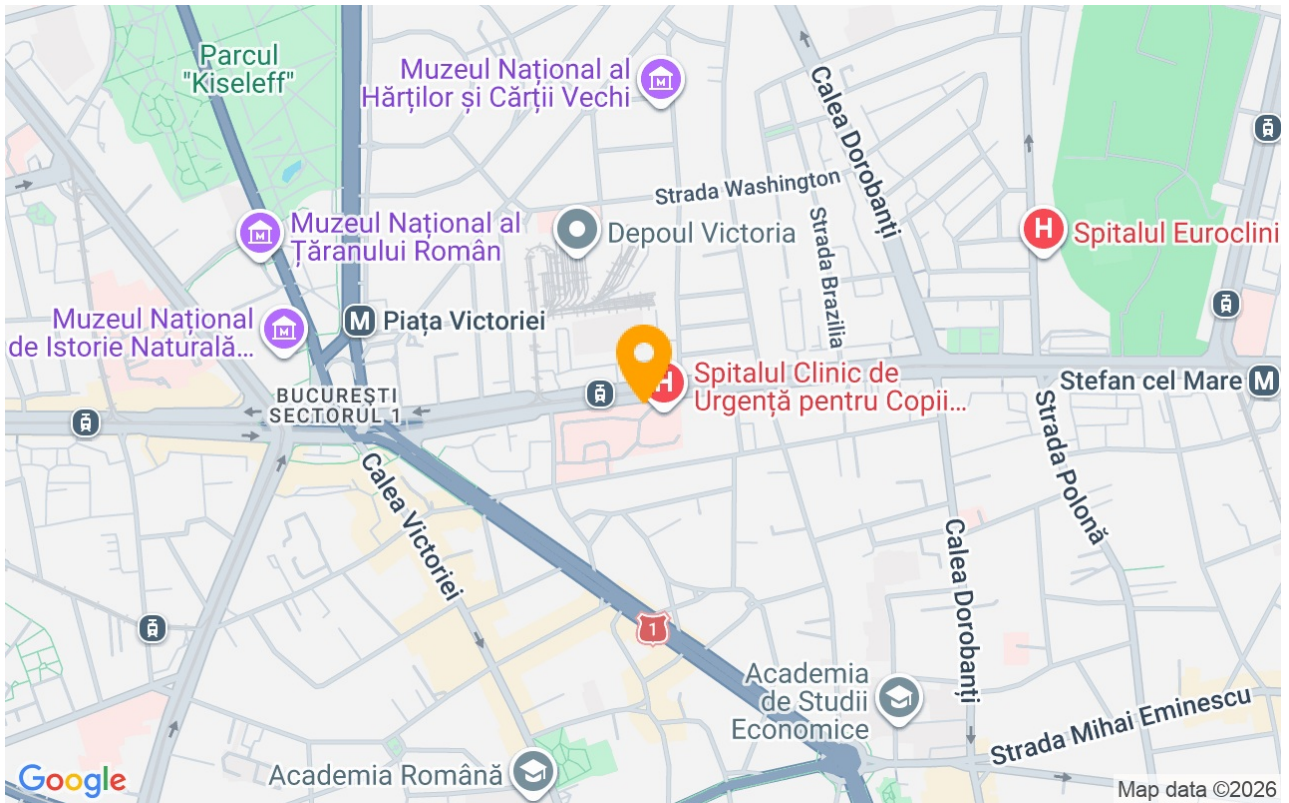 Parcul
"Kiseleff"
Muzeul Național al
Hărților și Cărții Vechi
Calea Dorobanți
Strada Washington
Muzeul Național al
Țăranului Român
Depoul Victoria
Strada Brazilia
H
Spitalul Euroclini
Muzeul Național
de Istorie Naturală...
M
Piața Victoriei
BUCUREȘTI
SECTORUL 1
H
Spitalul Clinic de
Urgență pentru Copii...
Stefan cel Mare
M
Strada Polonă
Calea Victoriei
Calea Dorobanți
1
Academia
de Studii
Economice
Strada Mihai Eminescu
Academia Română
Google
Map data ©2026